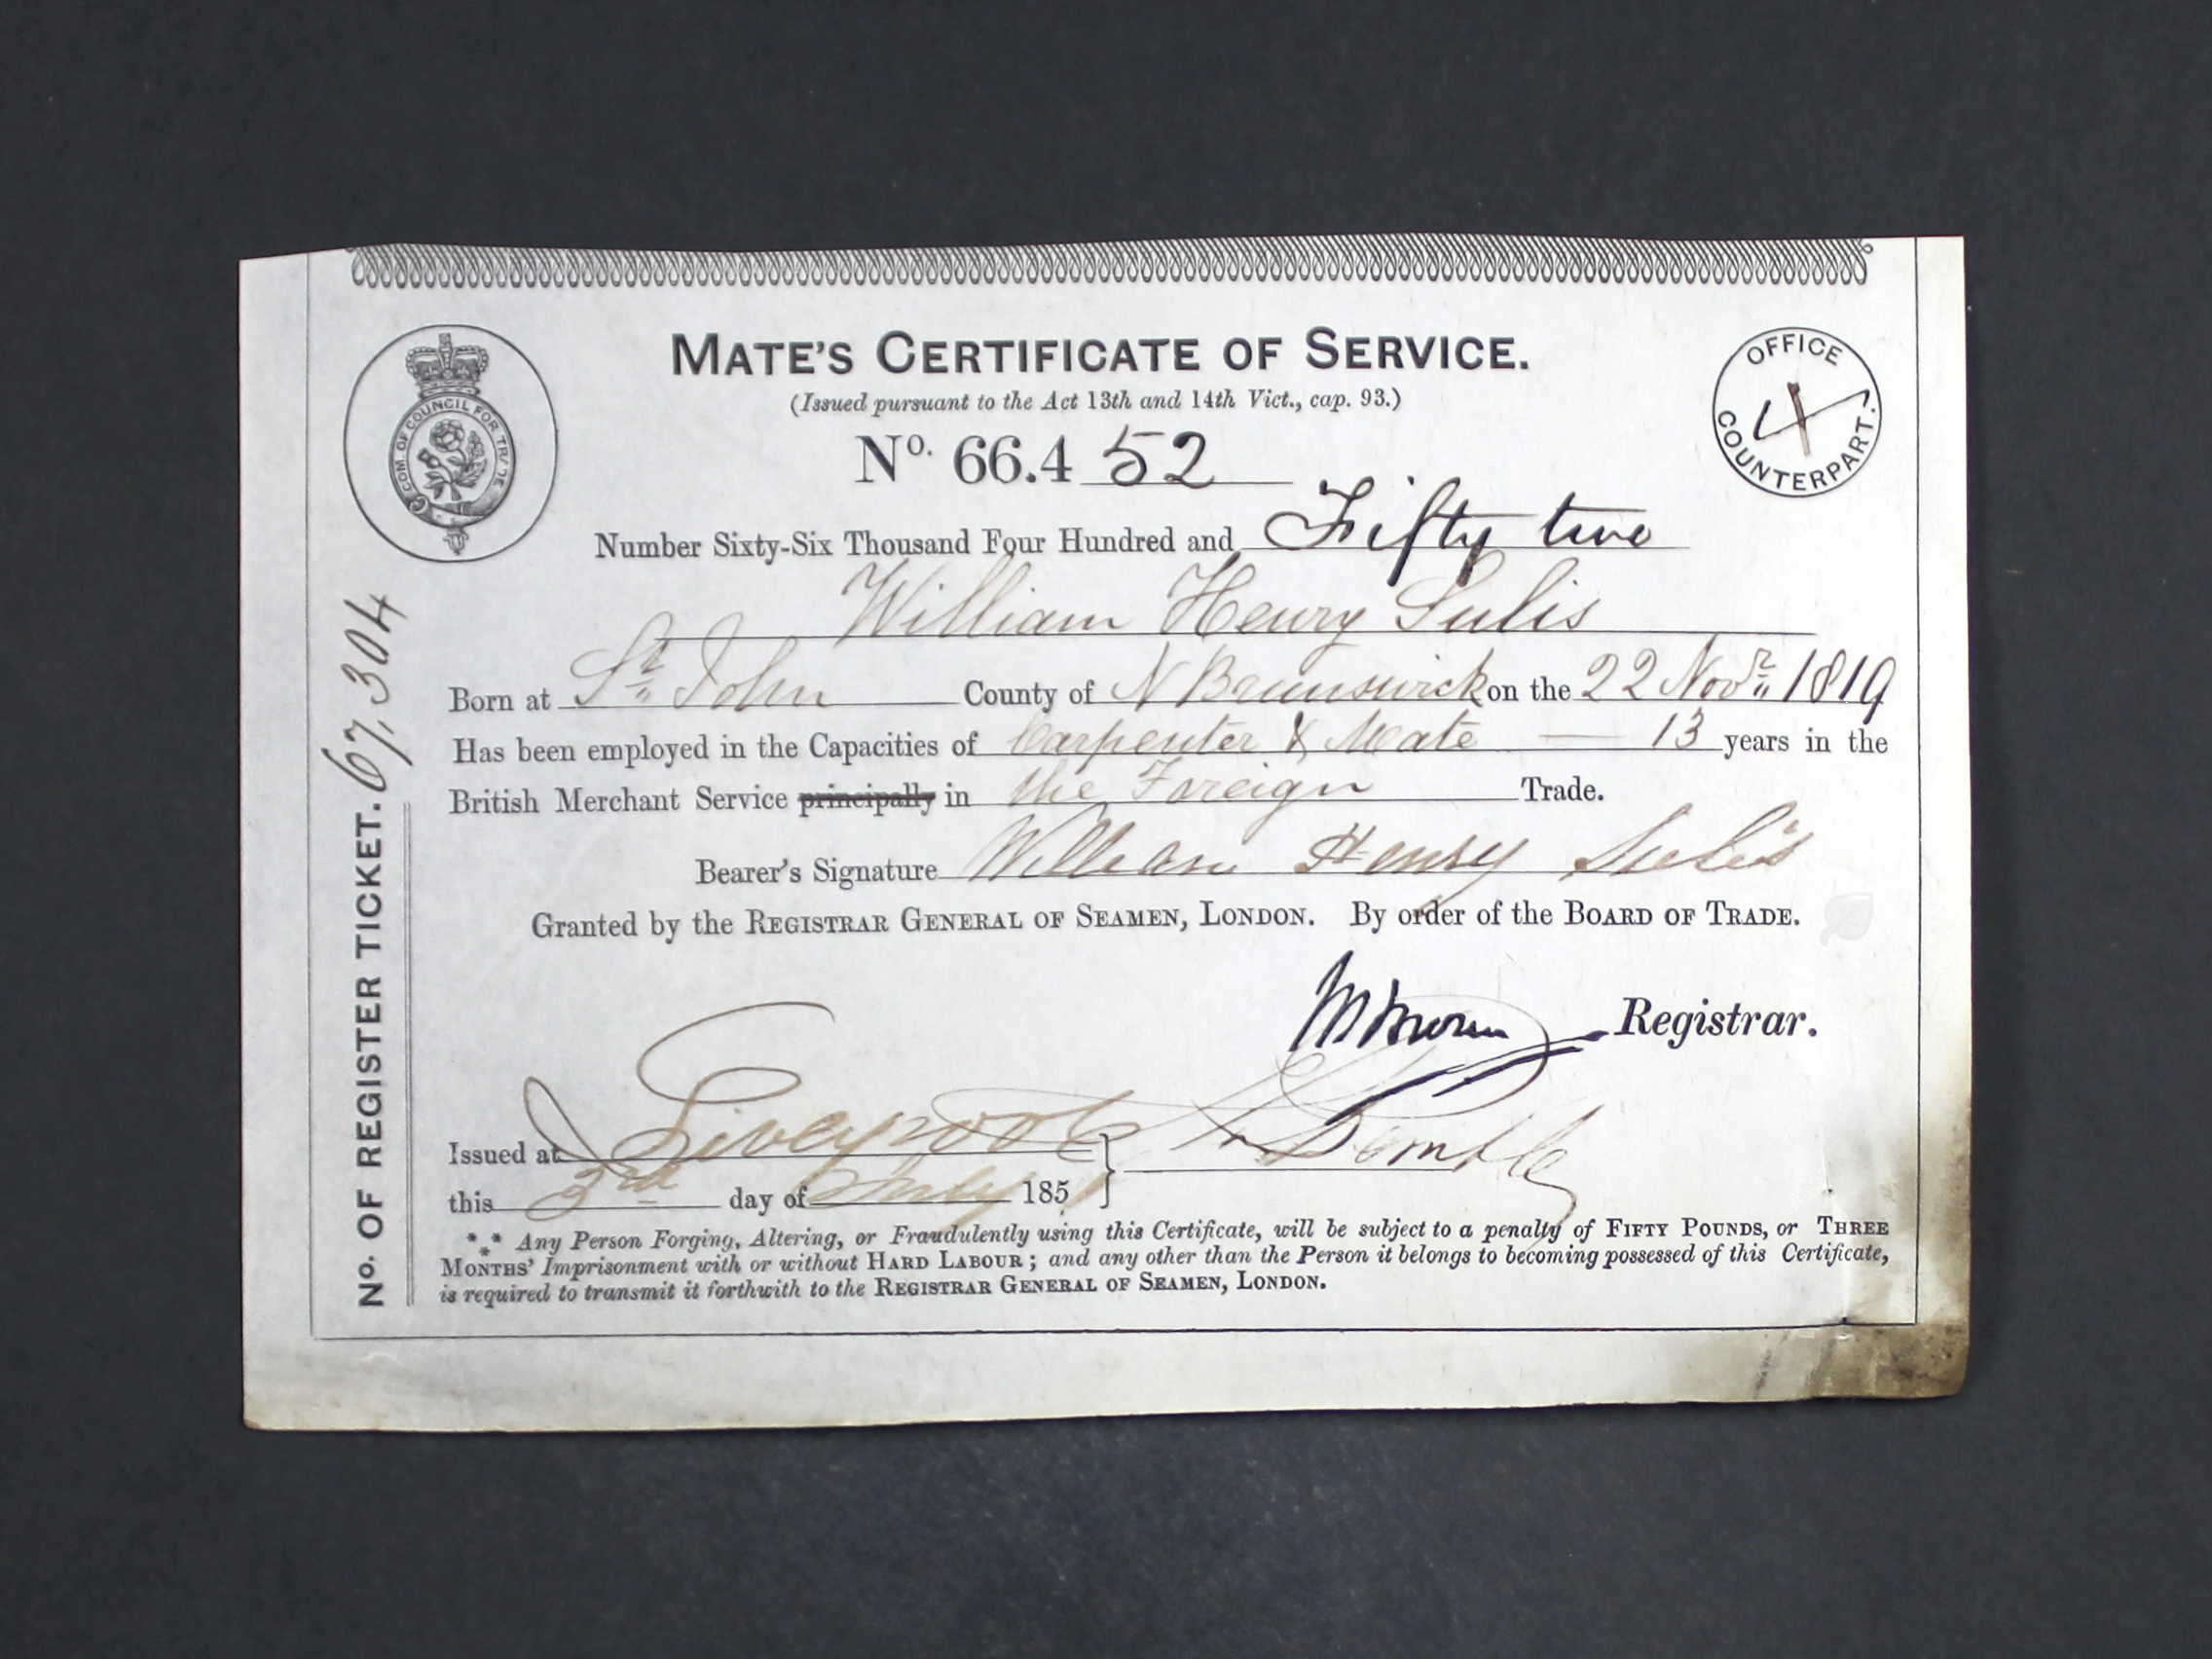 MATE'S CERTIFICATE OF SERVICE.
(Issued pursuant to the Act 13th and 14th Vict., cap. 93.)
COM. OF COUNCIL FOR TRADE
OFFICE COUNTERPART.
4
No. 66.4 52
Number Sixty-Six Thousand Four Hundred and Fifty two
William Henry Sulis
Born at St. John County of N Brunswick on the 22 Novr. 1819
Has been employed in the Capacities of Carpenter & Mate — 13 years in the
British Merchant Service principally in the Foreign Trade.
Bearer's Signature William Henry Sulis
Granted by the REGISTRAR GENERAL OF SEAMEN, LONDON. By order of the BOARD OF TRADE.
Registrar.
Issued at Liverpool
this 3rd day of July 1851
*** Any Person Forging, Altering, or Fraudulently using this Certificate, will be subject to a penalty of FIFTY POUNDS, or THREE
MONTHS' Imprisonment with or without HARD LABOUR; and any other than the Person it belongs to becoming possessed of this Certificate,
is required to transmit it forthwith to the REGISTRAR GENERAL OF SEAMEN, LONDON.
No. OF REGISTER TICKET. 67,304